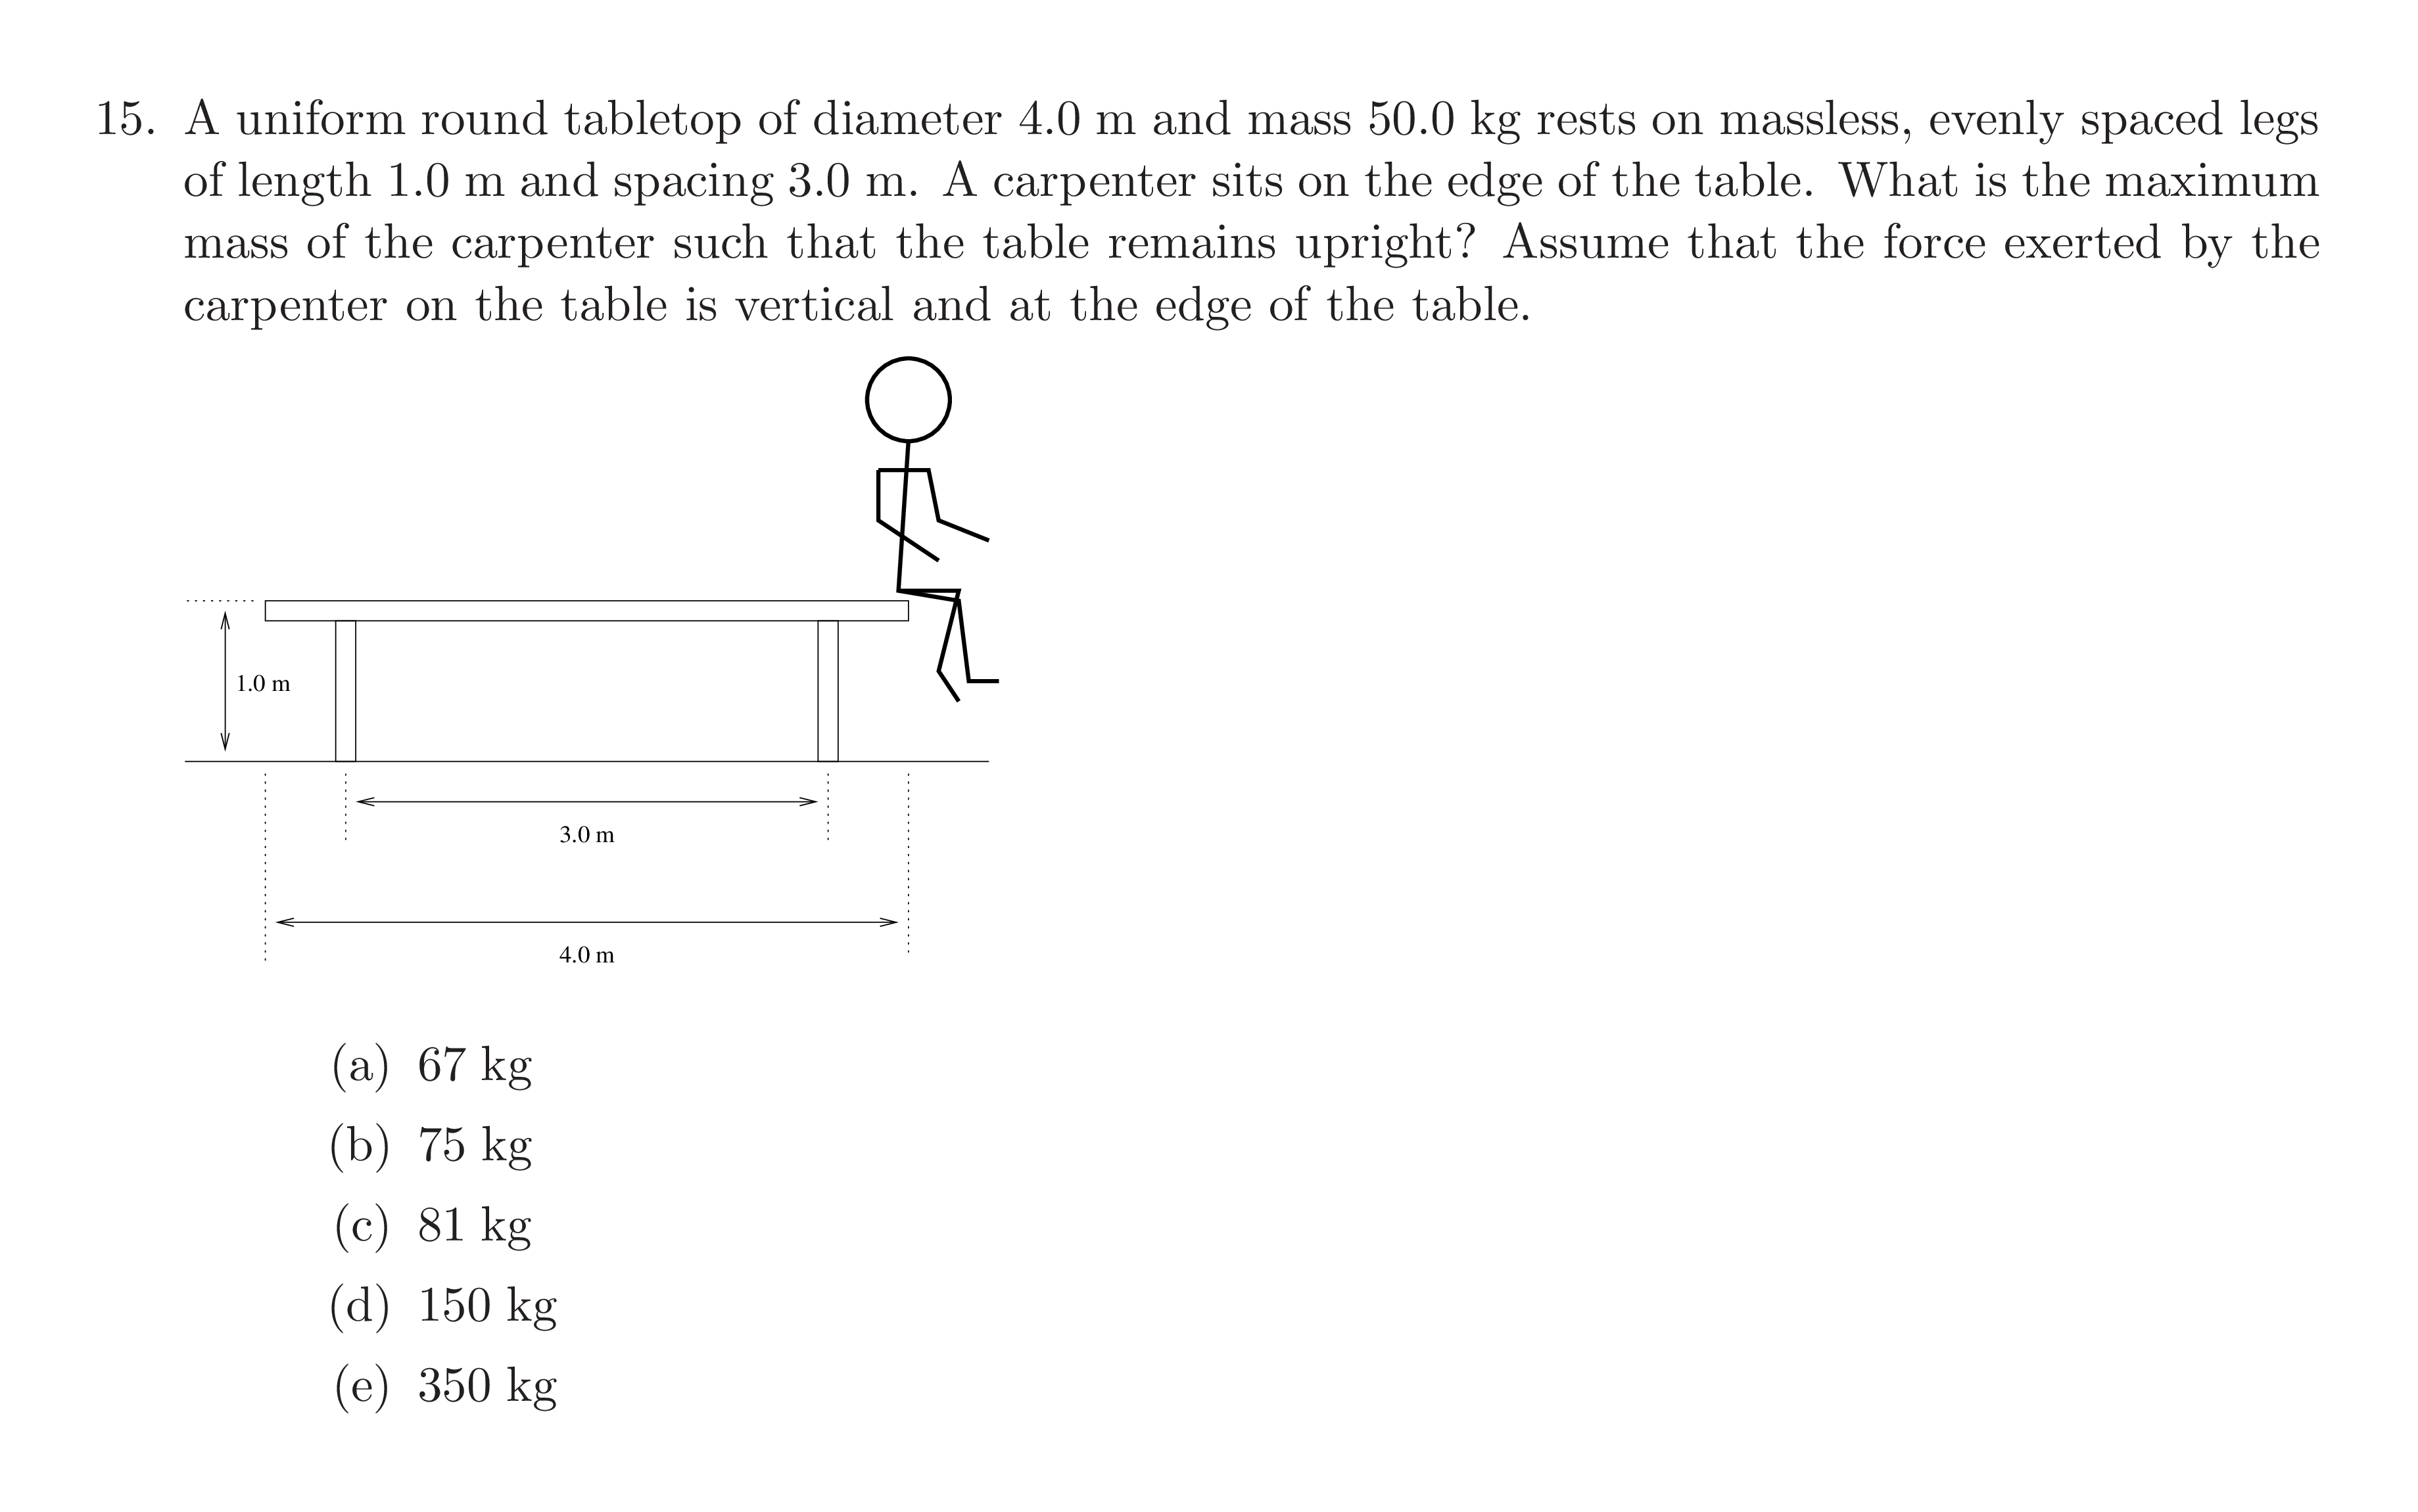 15. A uniform round tabletop of diameter 4.0 m and mass 50.0 kg rests on massless, evenly spaced legs
of length 1.0 m and spacing 3.0 m. A carpenter sits on the edge of the table. What is the maximum
mass of the carpenter such that the table remains upright? Assume that the force exerted by the
carpenter on the table is vertical and at the edge of the table.
1.0 m
3.0 m
4.0 m
(a) 67 kg
(b) 75 kg
(c) 81 kg
(d) 150 kg
(e) 350 kg